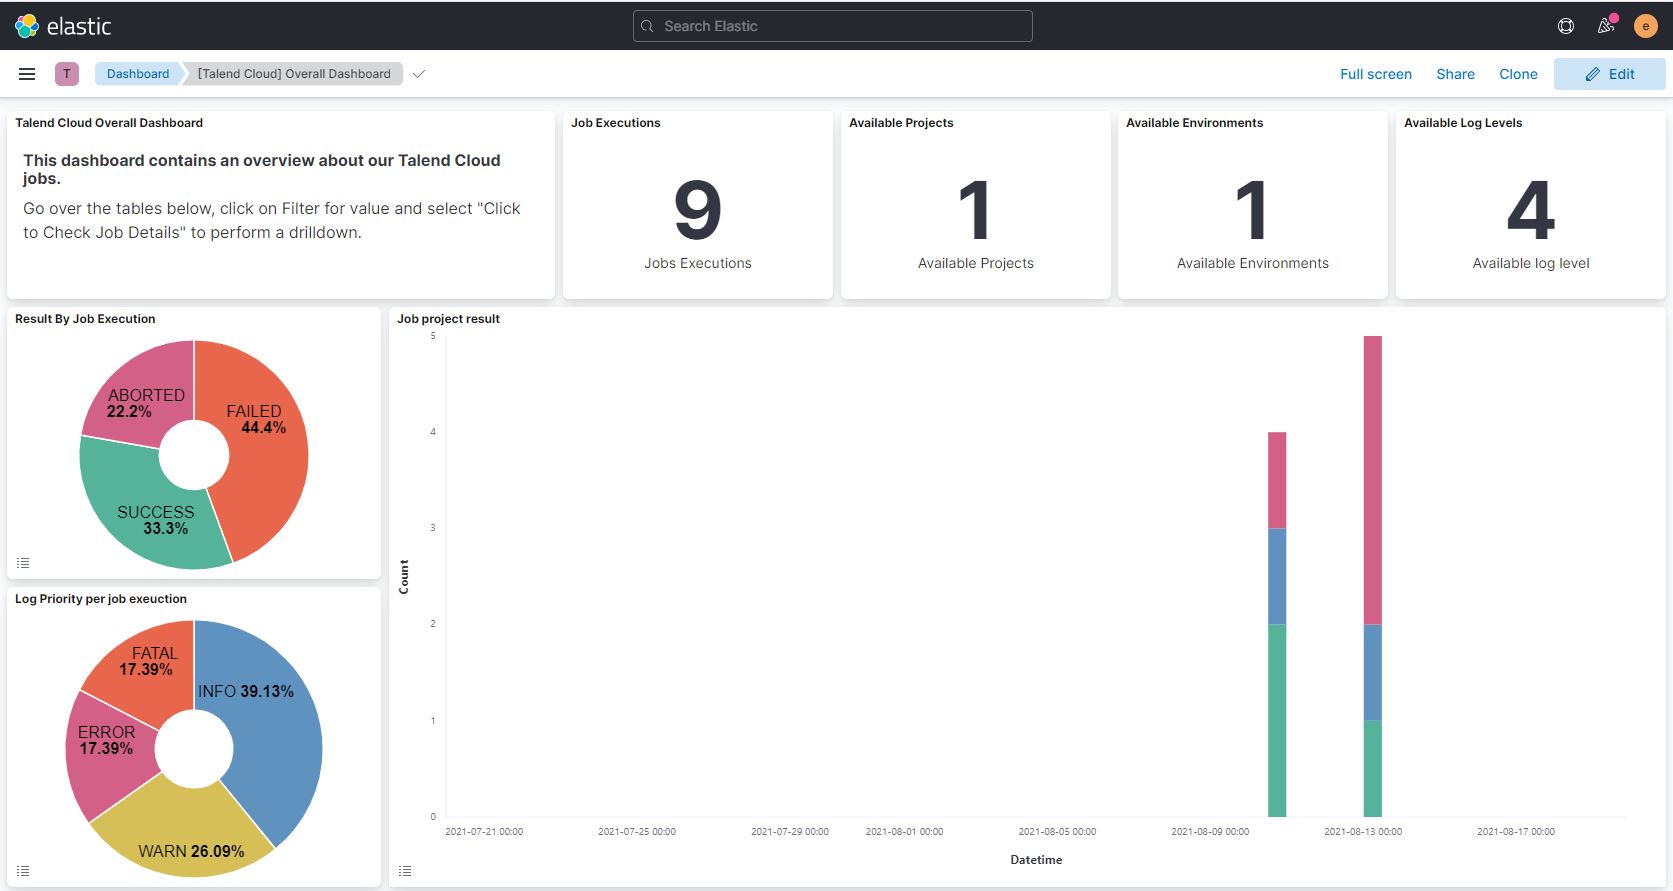 elastic
Search Elastic
e
T
Dashboard
[Talend Cloud] Overall Dashboard
Full screen
Share
Clone
Edit
Talend Cloud Overall Dashboard
This dashboard contains an overview about our Talend Cloud
jobs.
Go over the tables below, click on Filter for value and select "Click
to Check Job Details" to perform a drilldown.
Job Executions
9
Jobs Executions
Available Projects
1
Available Projects
Available Environments
1
Available Environments
Available Log Levels
4
Available log level
Result By Job Execution
ABORTED
22.2%
FAILED
44.4%
SUCCESS
33.3%
Log Priority per job exeuction
FATAL
17.39%
INFO 39.13%
ERROR
17.39%
WARN 26.09%
Job project result
5
4
3
2
1
0
Count
2021-07-21 00:00
2021-07-25 00:00
2021-07-29 00:00
2021-08-01 00:00
2021-08-05 00:00
2021-08-09 00:00
2021-08-13 00:00
2021-08-17 00:00
Datetime